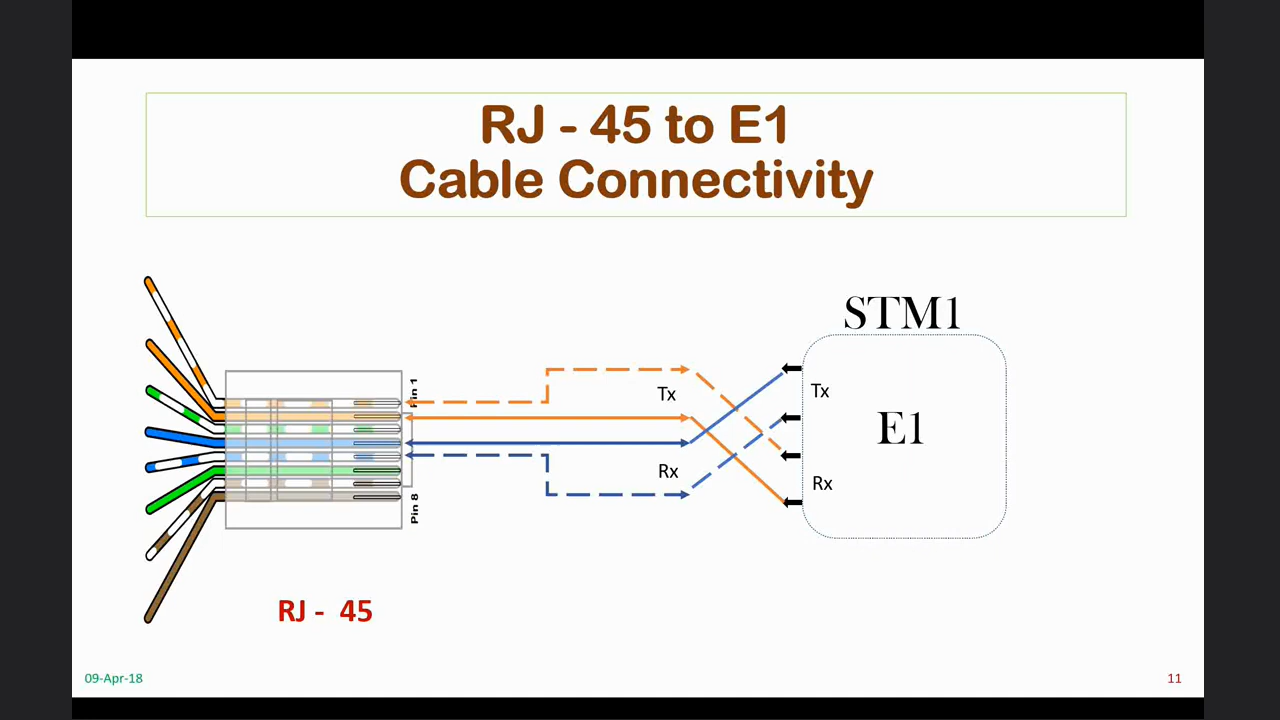 RJ - 45 to E1
Cable Connectivity
STM1
Pin 1
Tx
Tx
E1
Rx
Rx
Pin 8
RJ - 45
09-Apr-18
11